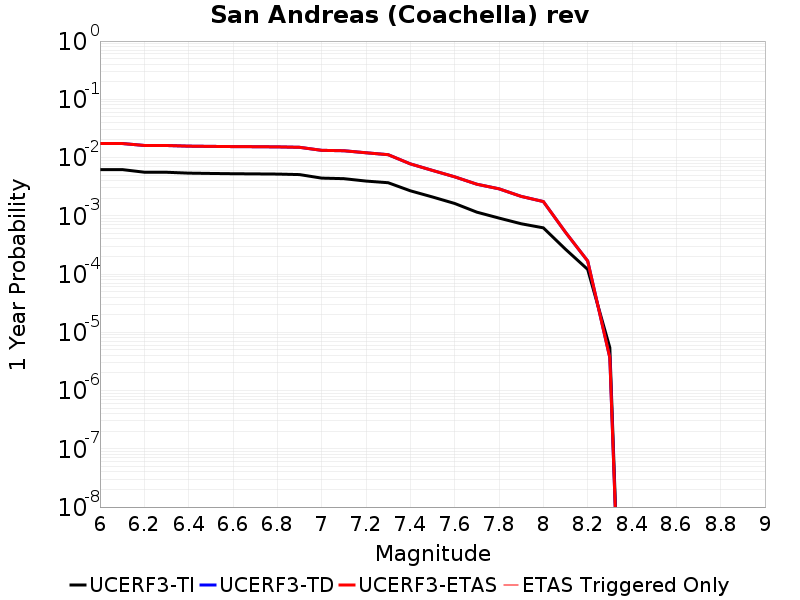 San Andreas (Coachella) rev
10^0
10^-1
10^-2
10^-3
10^-4
10^-5
10^-6
10^-7
10^-8
1 Year Probability
6 6.2 6.4 6.6 6.8 7 7.2 7.4 7.6 7.8 8 8.2 8.4 8.6 8.8 9
Magnitude
UCERF3-TI UCERF3-TD UCERF3-ETAS ETAS Triggered Only